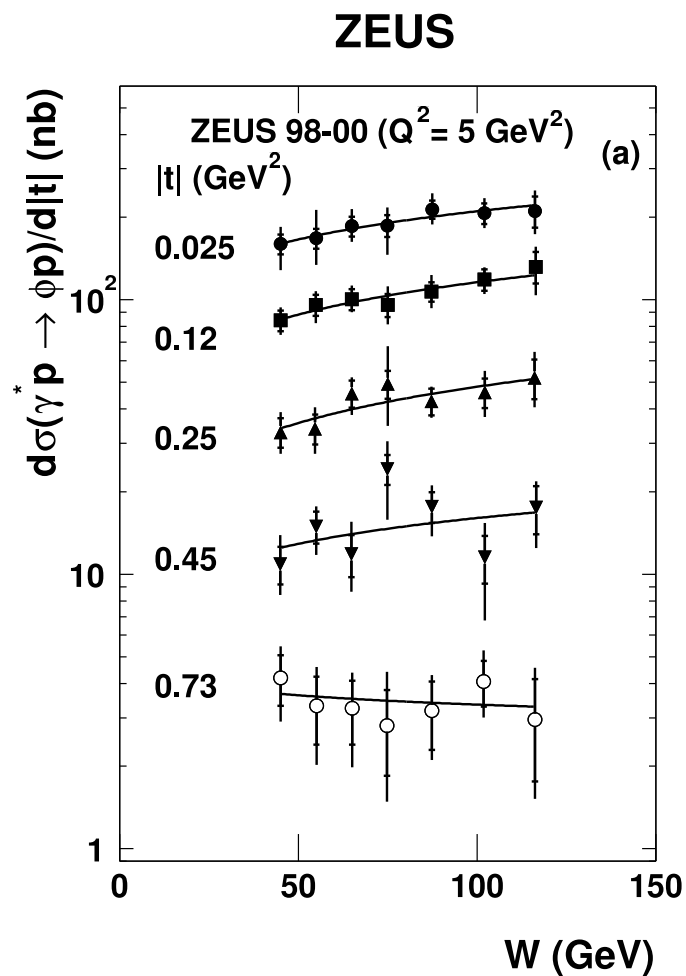 ZEUS
dσ(γ* p → ϕp)/d|t| (nb)
ZEUS 98-00 (Q² = 5 GeV²)
(a)
|t| (GeV²)
0.025
10²
0.12
0.25
0.45
10
0.73
1
0 50 100 150
W (GeV)